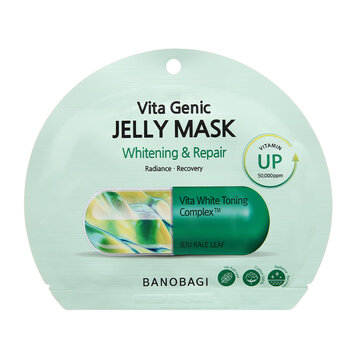 Vita Genic
JELLY MASK
Whitening & Repair
Radiance · Recovery
VITAMIN
UP
50,000ppm
Vita White Toning
Complex™
JEJU KALE LEAF
BANOBAGI